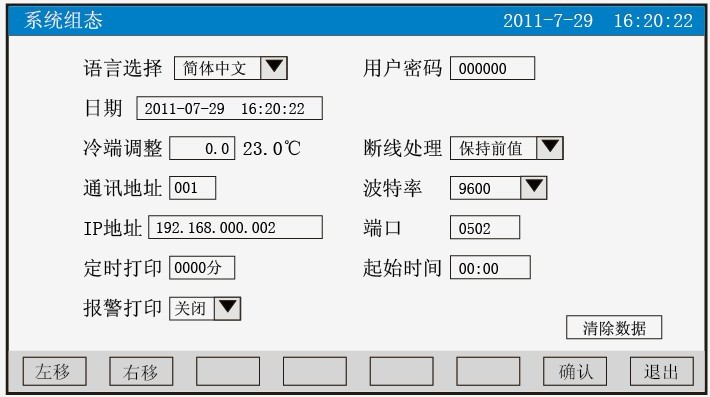 系统组态 2011-7-29 16:20:22
语言选择 简体中文 用户密码 000000
日期 2011-07-29 16:20:22
冷端调整 0.0 23.0℃ 断线处理 保持前值
通讯地址 001 波特率 9600
IP地址 192.168.000.002 端口 0502
定时打印 0000分 起始时间 00:00
报警打印 关闭
清除数据
左移 右移 确认 退出